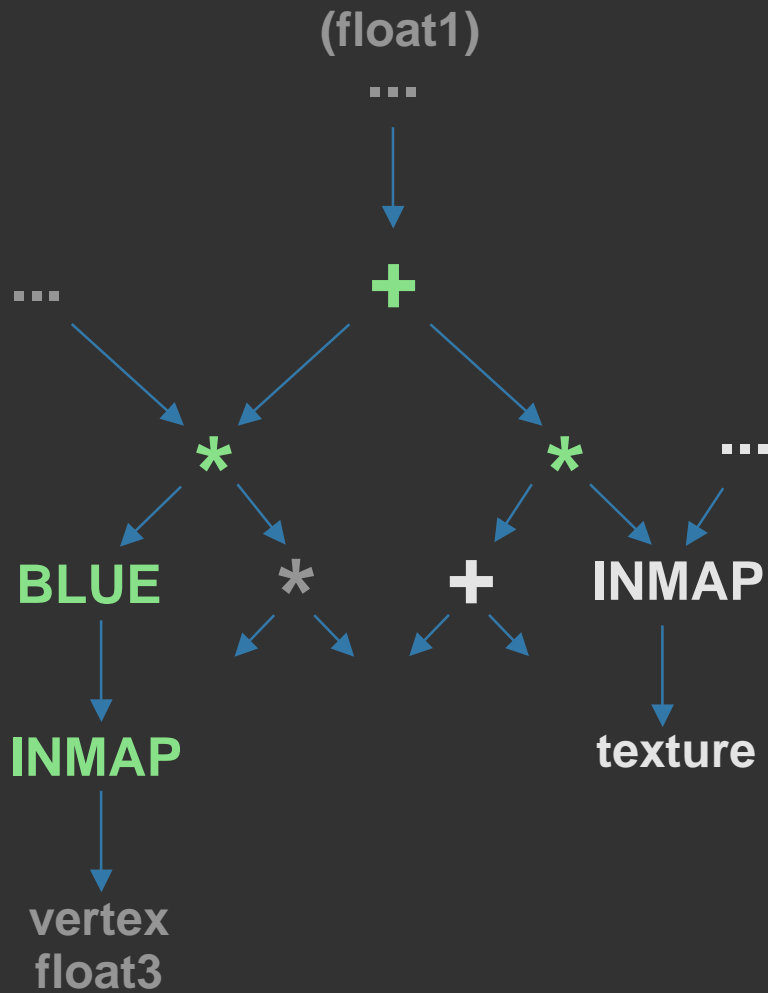 (float1)
...
+
...
*
*
...
BLUE
*
+
INMAP
INMAP
texture
vertex
float3